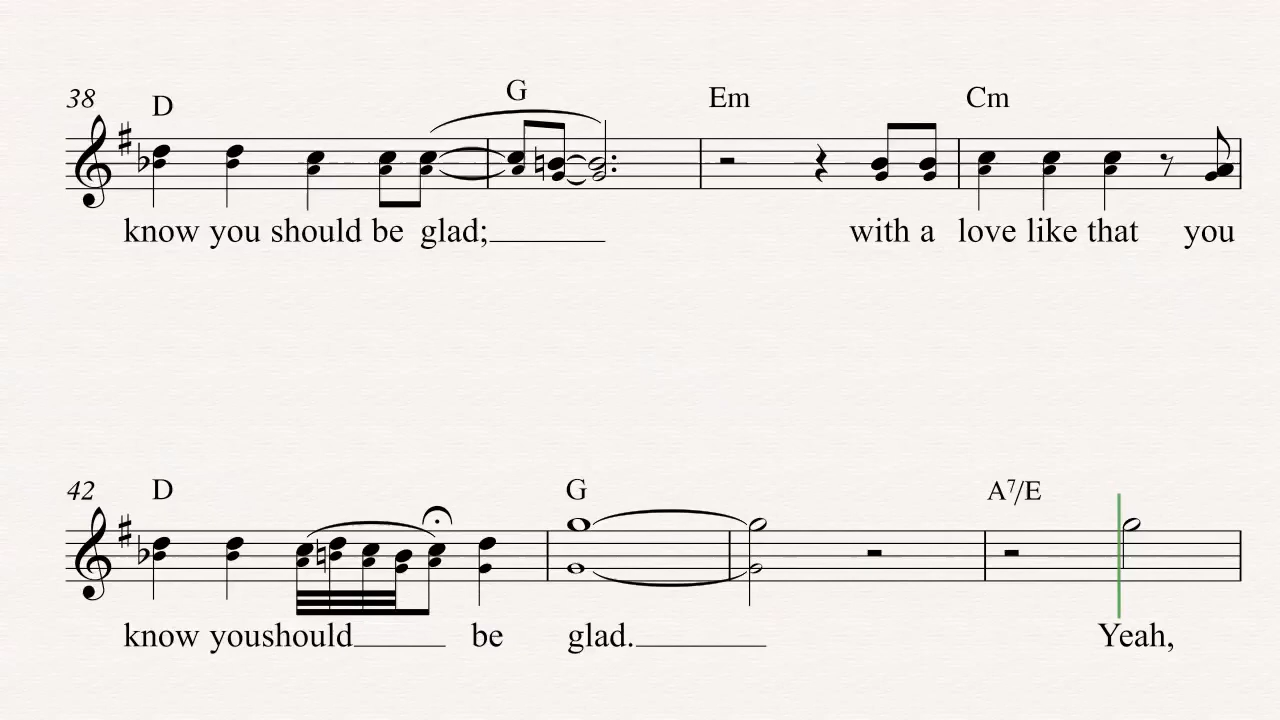 38 D G Em Cm
know you should be glad; with a love like that you
42 D G A7/E
know youshould be glad. Yeah,